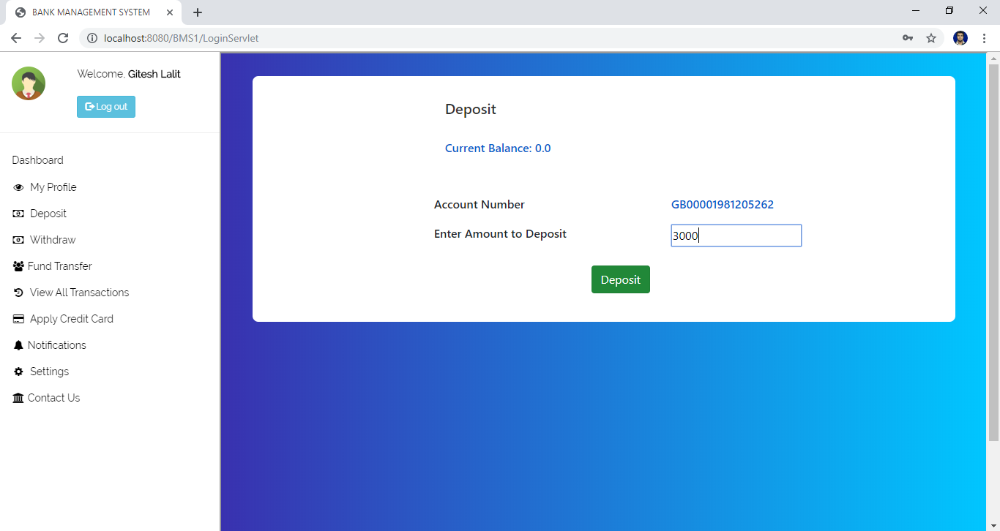 BANK MANAGEMENT SYSTEM
localhost:8080/BMS1/LoginServlet
Welcome, Gitesh Lalit
Log out
Dashboard
My Profile
Deposit
Withdraw
Fund Transfer
View All Transactions
Apply Credit Card
Notifications
Settings
Contact Us
Deposit
Current Balance: 0.0
Account Number GB00001981205262
Enter Amount to Deposit 3000
Deposit